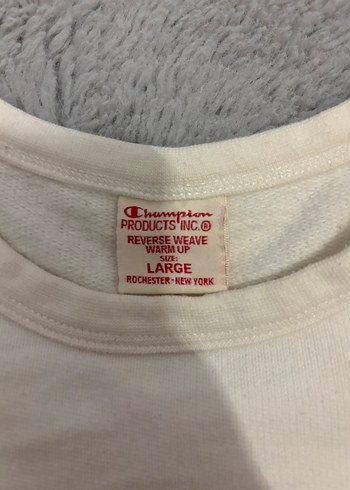 Champion
PRODUCTS INC.®
REVERSE WEAVE
WARM UP
SIZE:
LARGE
ROCHESTER • NEW YORK